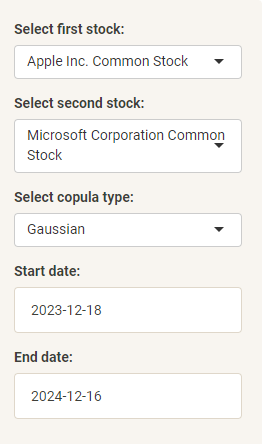 Select first stock:
Apple Inc. Common Stock
Select second stock:
Microsoft Corporation Common
Stock
Select copula type:
Gaussian
Start date:
2023-12-18
End date:
2024-12-16